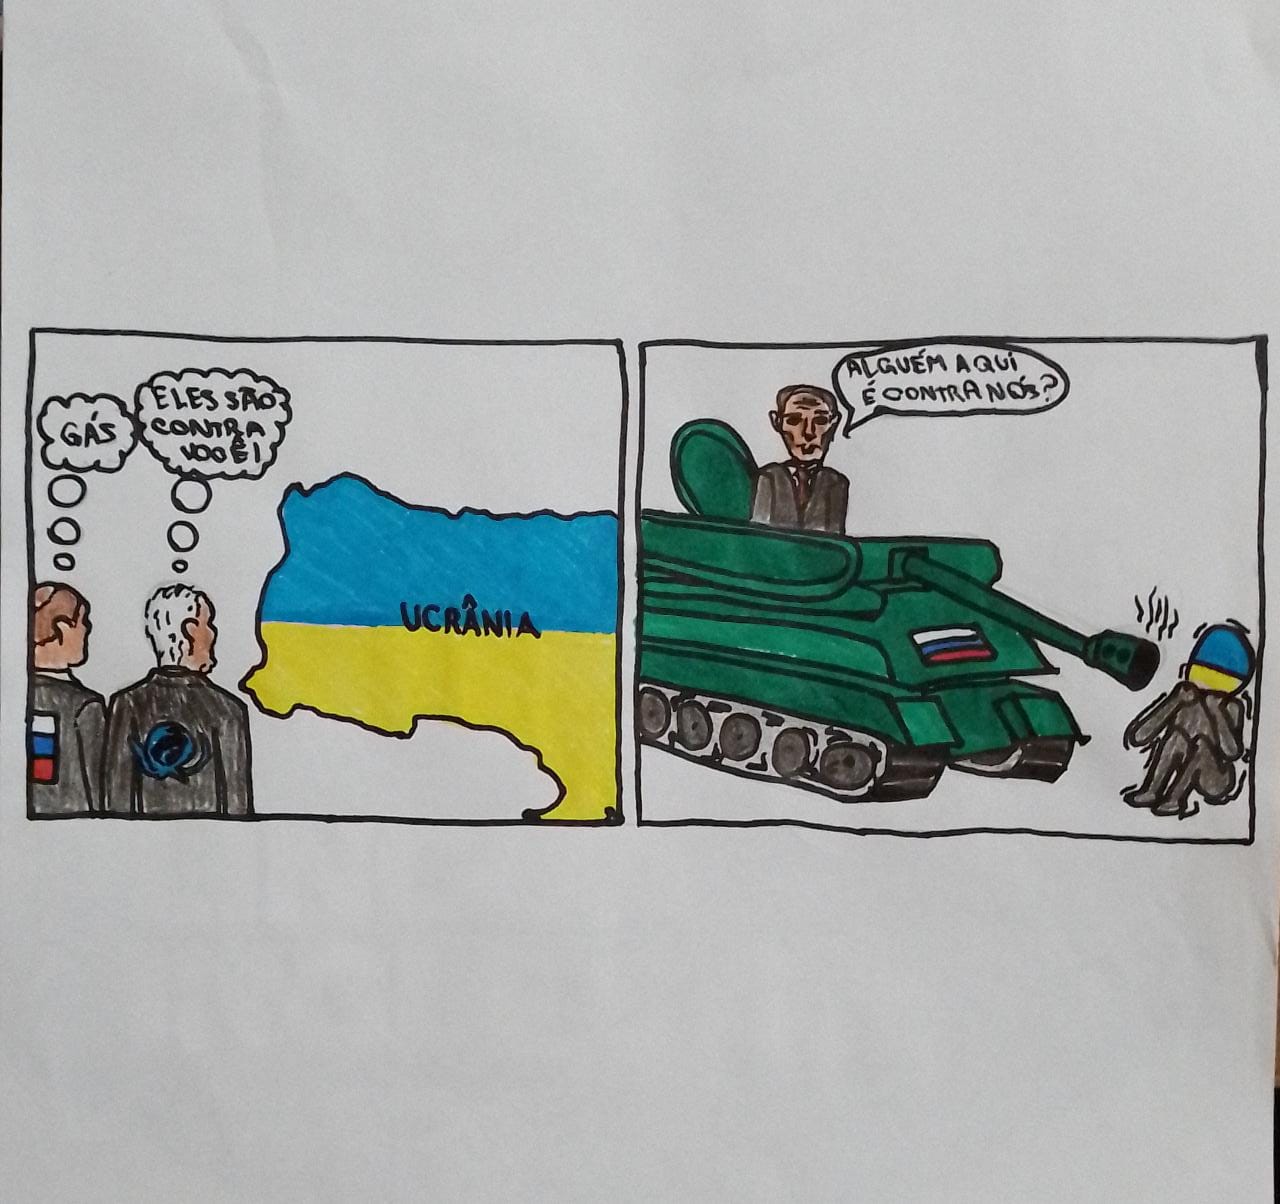 GÁS
ELES SÃO
CONTRA
VOCÊ!
UCRÂNIA
ALGUÉM AQUI
É CONTRA NÓS?